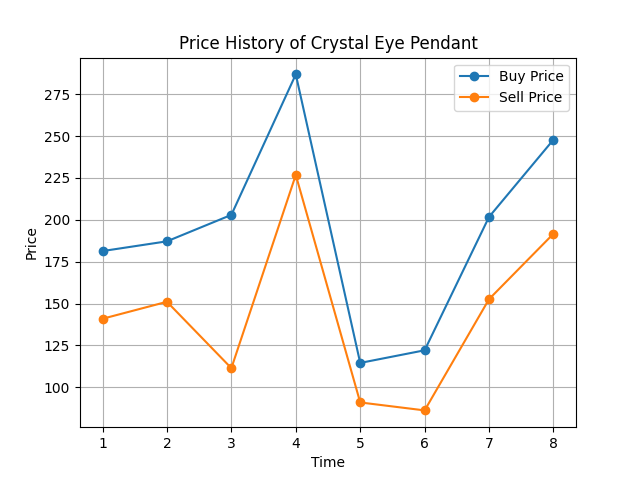 Price History of Crystal Eye Pendant
Buy Price
Sell Price
275
250
225
200
175
150
125
100
Price
1 2 3 4 5 6 7 8
Time